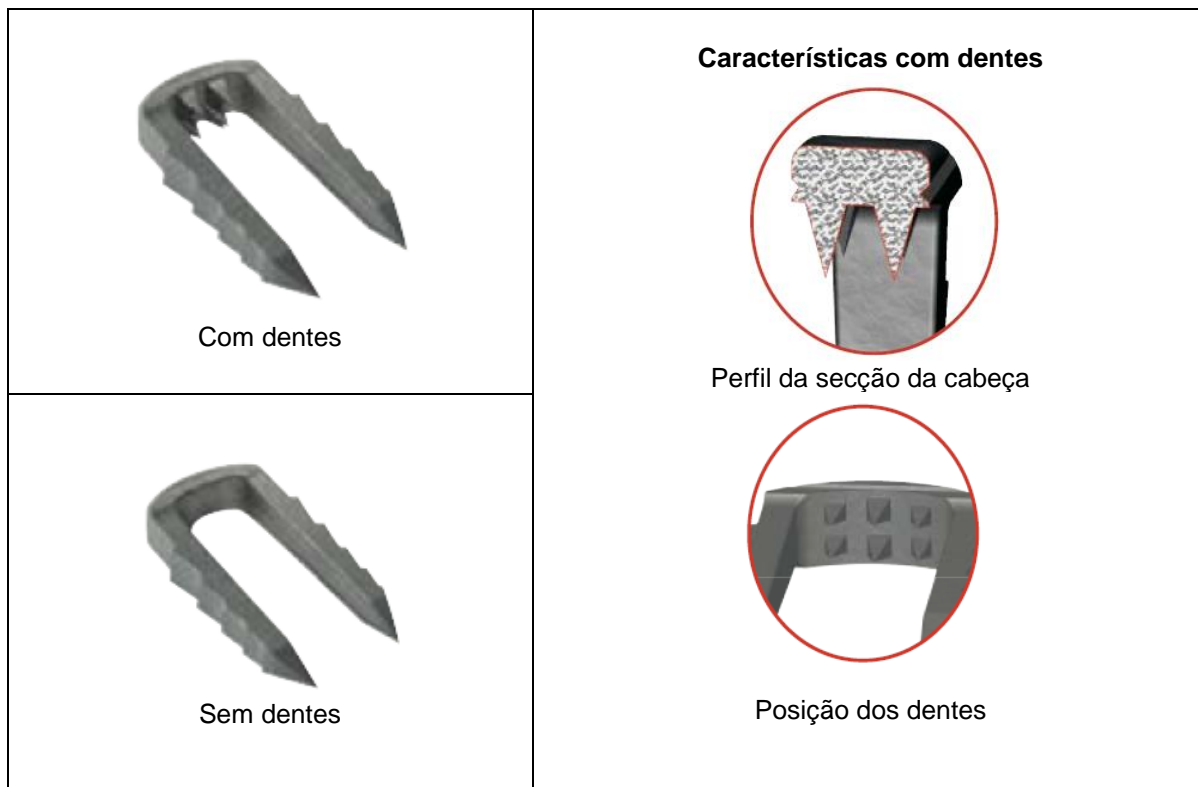 Com dentes
Sem dentes
Características com dentes
Perfil da secção da cabeça
Posição dos dentes